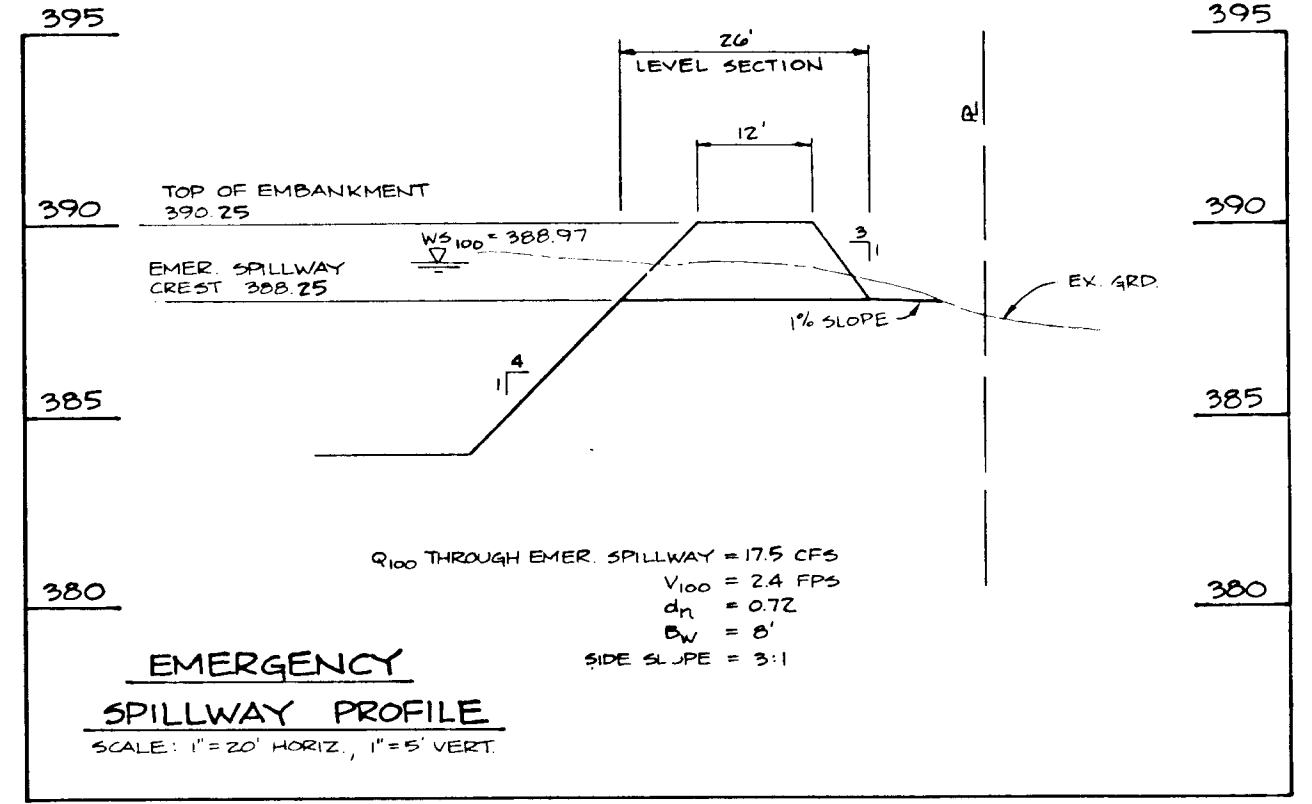 395
395
26'
LEVEL SECTION
12'
TOP OF EMBANKMENT
390.25
390
390
WS100 = 388.97
3
1
EMER. SPILLWAY
CREST 388.25
EX. GRD.
1% SLOPE
4
1
385
385
Q100 THROUGH EMER. SPILLWAY = 17.5 CFS
V100 = 2.4 FPS
dn = 0.72
BW = 8'
SIDE SLOPE = 3:1
380
380
EMERGENCY
SPILLWAY PROFILE
SCALE: 1"=20' HORIZ., 1"=5' VERT.